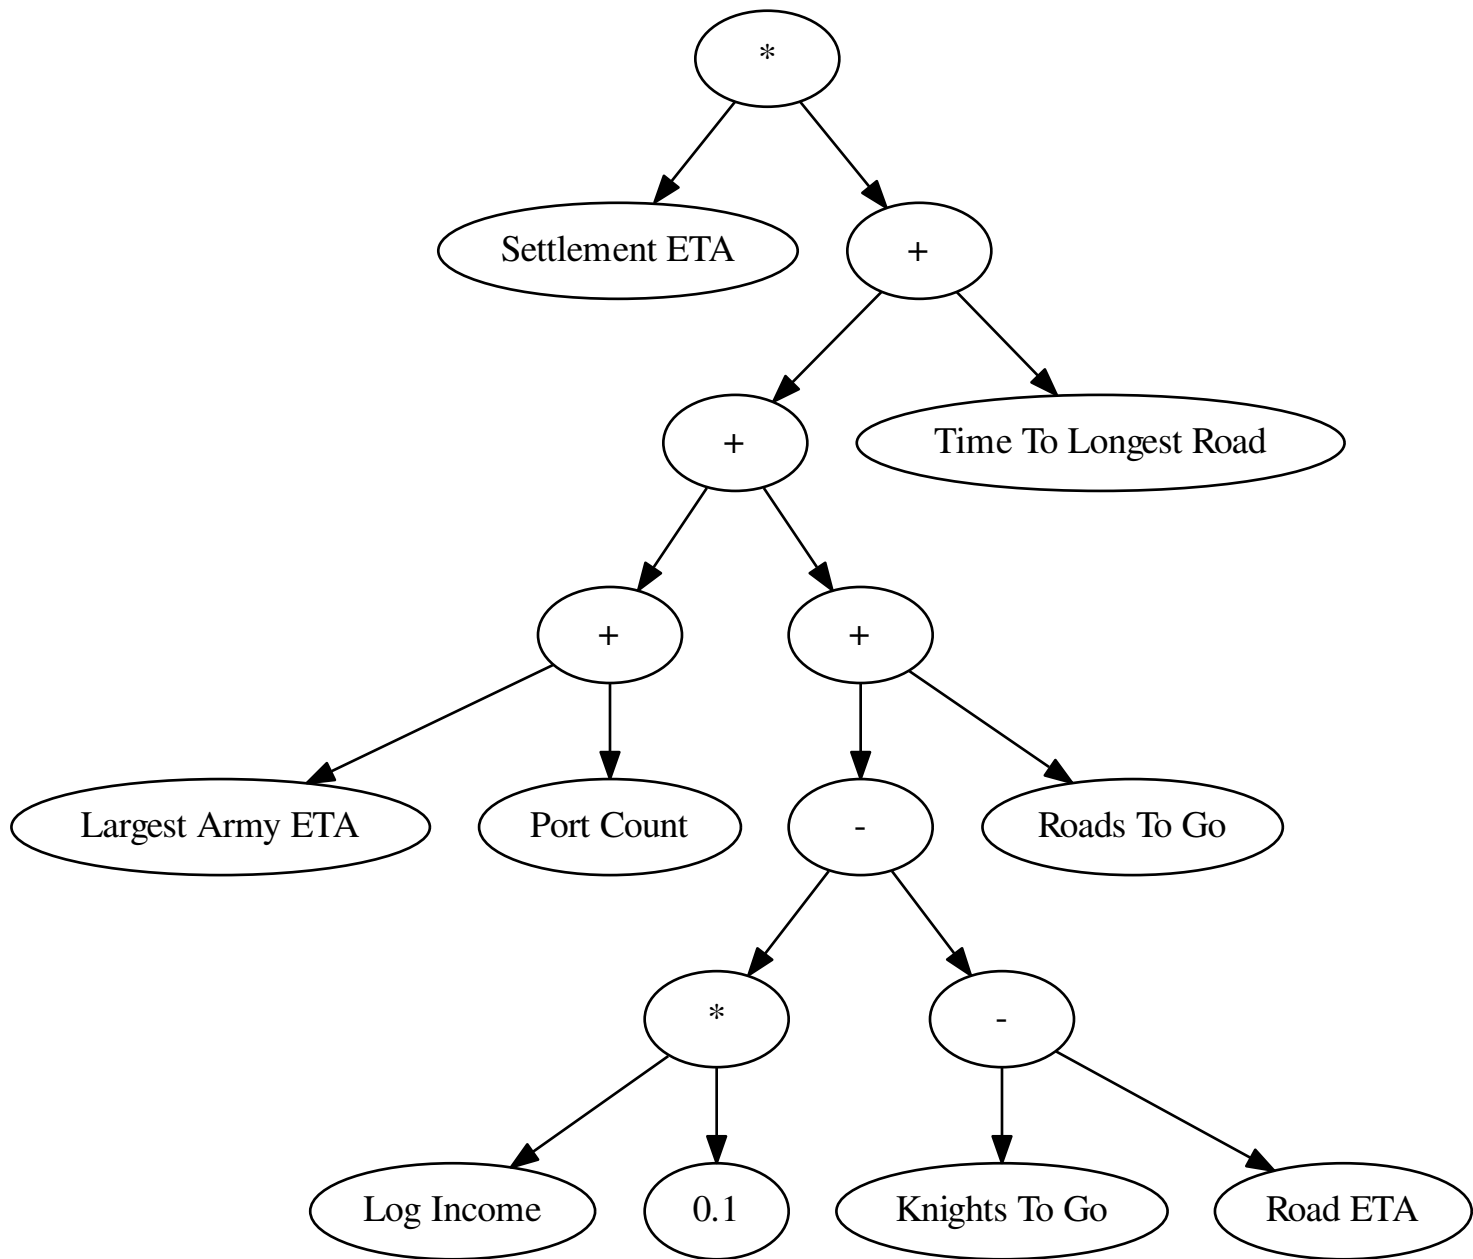 *
Settlement ETA
+
+
Time To Longest Road
+
+
Largest Army ETA
Port Count
-
Roads To Go
*
-
Log Income
0.1
Knights To Go
Road ETA